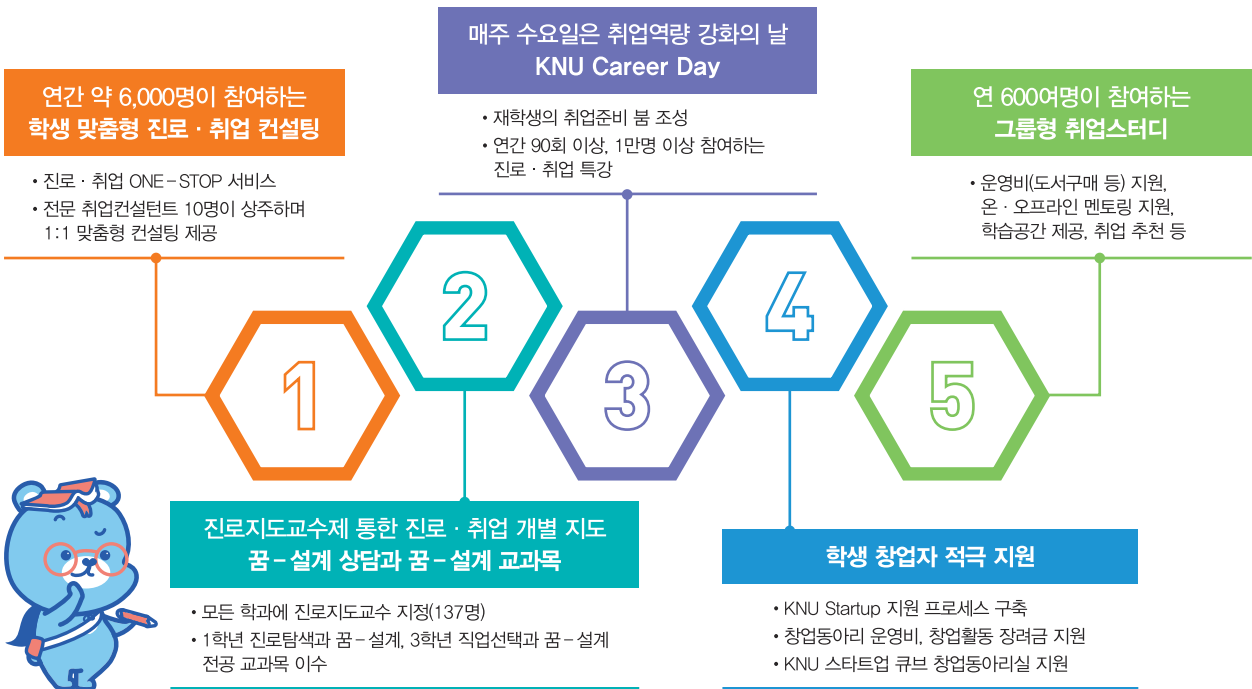 연간 약 6,000명이 참여하는
학생 맞춤형 진로 · 취업 컨설팅
• 진로 · 취업 ONE-STOP 서비스
• 전문 취업컨설턴트 10명이 상주하며
1:1 맞춤형 컨설팅 제공
1
2
진로지도교수제 통한 진로 · 취업 개별 지도
꿈-설계 상담과 꿈-설계 교과목
• 모든 학과에 진로지도교수 지정(137명)
• 1학년 진로탐색과 꿈-설계, 3학년 직업선택과 꿈-설계
전공 교과목 이수
매주 수요일은 취업역량 강화의 날
KNU Career Day
• 재학생의 취업준비 붐 조성
• 연간 90회 이상, 1만명 이상 참여하는
진로 · 취업 특강
3
4
학생 창업자 적극 지원
• KNU Startup 지원 프로세스 구축
• 창업동아리 운영비, 창업활동 장려금 지원
• KNU 스타트업 큐브 창업동아리실 지원
연 600여명이 참여하는
그룹형 취업스터디
• 운영비(도서구매 등) 지원,
온 · 오프라인 멘토링 지원,
학습공간 제공, 취업 추천 등
5